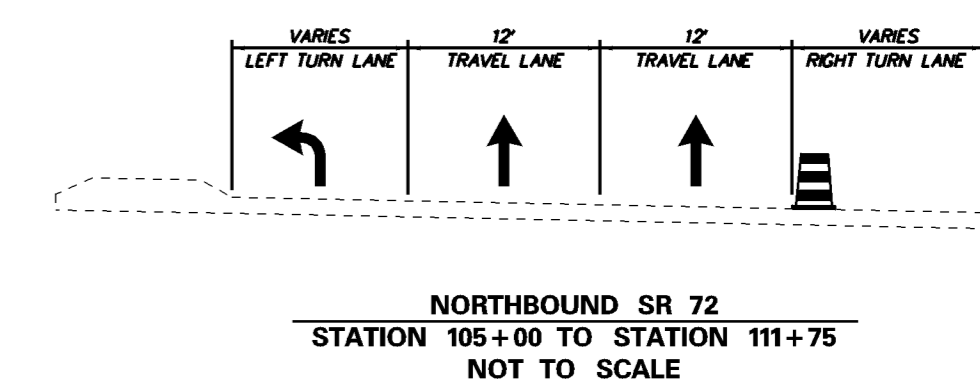 VARIES 12' 12' VARIES
LEFT TURN LANE TRAVEL LANE TRAVEL LANE RIGHT TURN LANE
NORTHBOUND SR 72
STATION 105+00 TO STATION 111+75
NOT TO SCALE